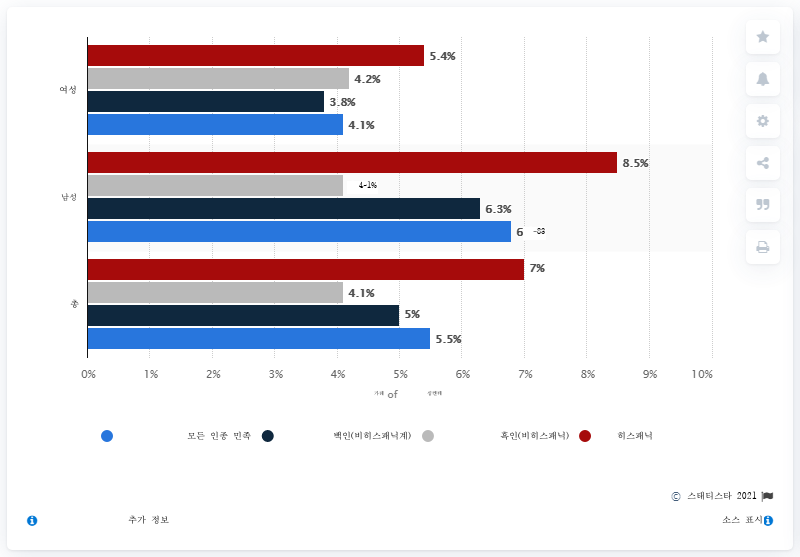 여성
5.4%
4.2%
3.8%
4.1%
남성
8.5%
4-1%
6.3%
6
총
7%
4.1%
5%
5.5%
0% 1% 2% 3% 4% 5% 6% 7% 8% 9% 10%
of
모든 인종 민족 백인(비히스패닉계) 흑인(비히스패닉) 히스패닉
© 스태티스타 2021
추가 정보 소스 표시